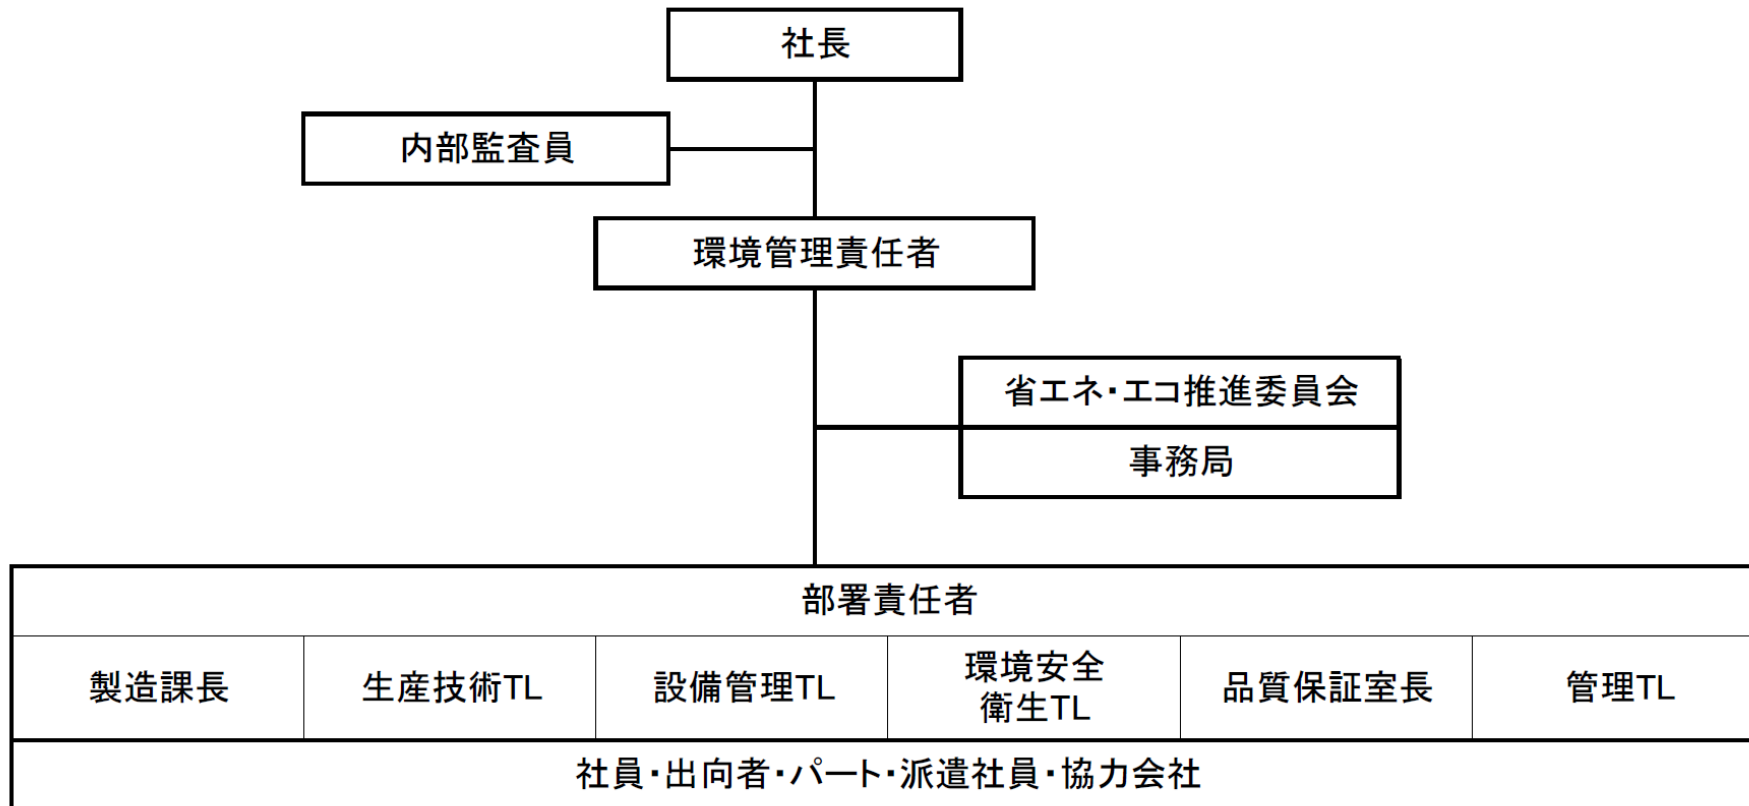 社長
内部監査員
環境管理責任者
省エネ・エコ推進委員会
事務局
部署責任者
製造課長
生産技術TL
設備管理TL
環境安全
衛生TL
品質保証室長
管理TL
社員・出向者・パート・派遣社員・協力会社